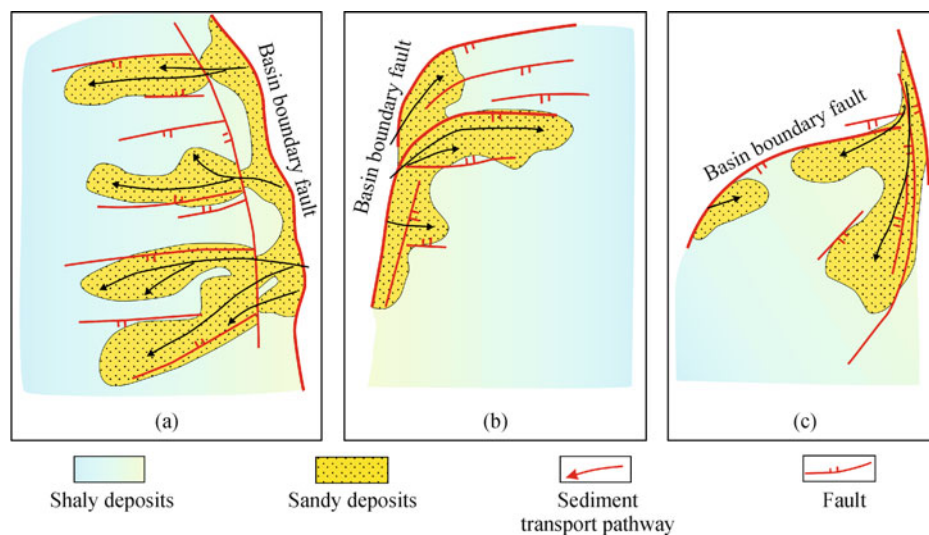 Basin boundary fault
Basin boundary fault
Basin boundary fault
(a)
(b)
(c)
Shaly deposits
Sandy deposits
Sediment
transport pathway
Fault